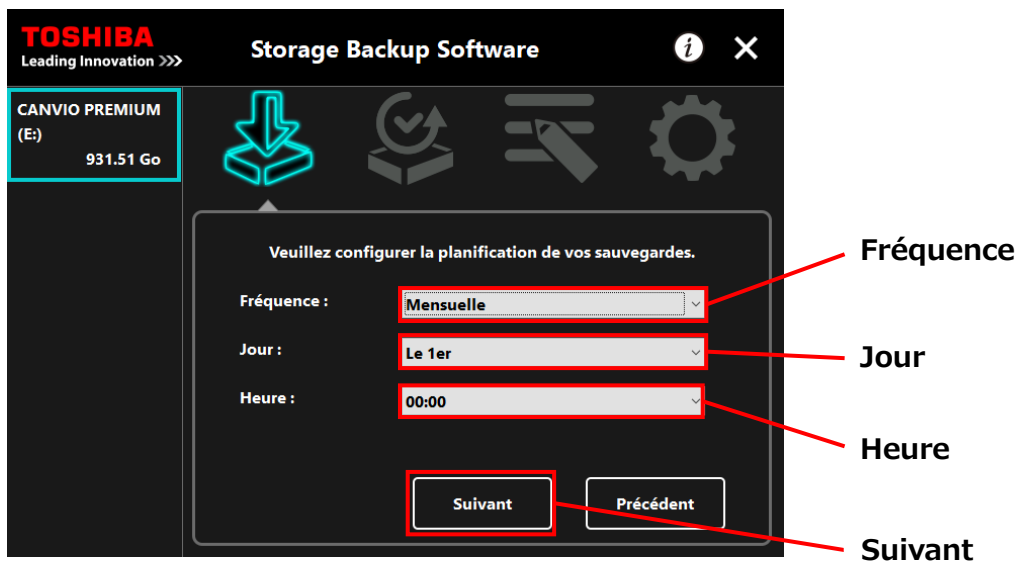 TOSHIBA
Leading Innovation >>>
Storage Backup Software
i
CANVIO PREMIUM
(E:)
931.51 Go
Veuillez configurer la planification de vos sauvegardes.
Fréquence :
Mensuelle
Fréquence
Jour :
Le 1er
Jour
Heure :
00:00
Heure
Suivant
Précédent
Suivant